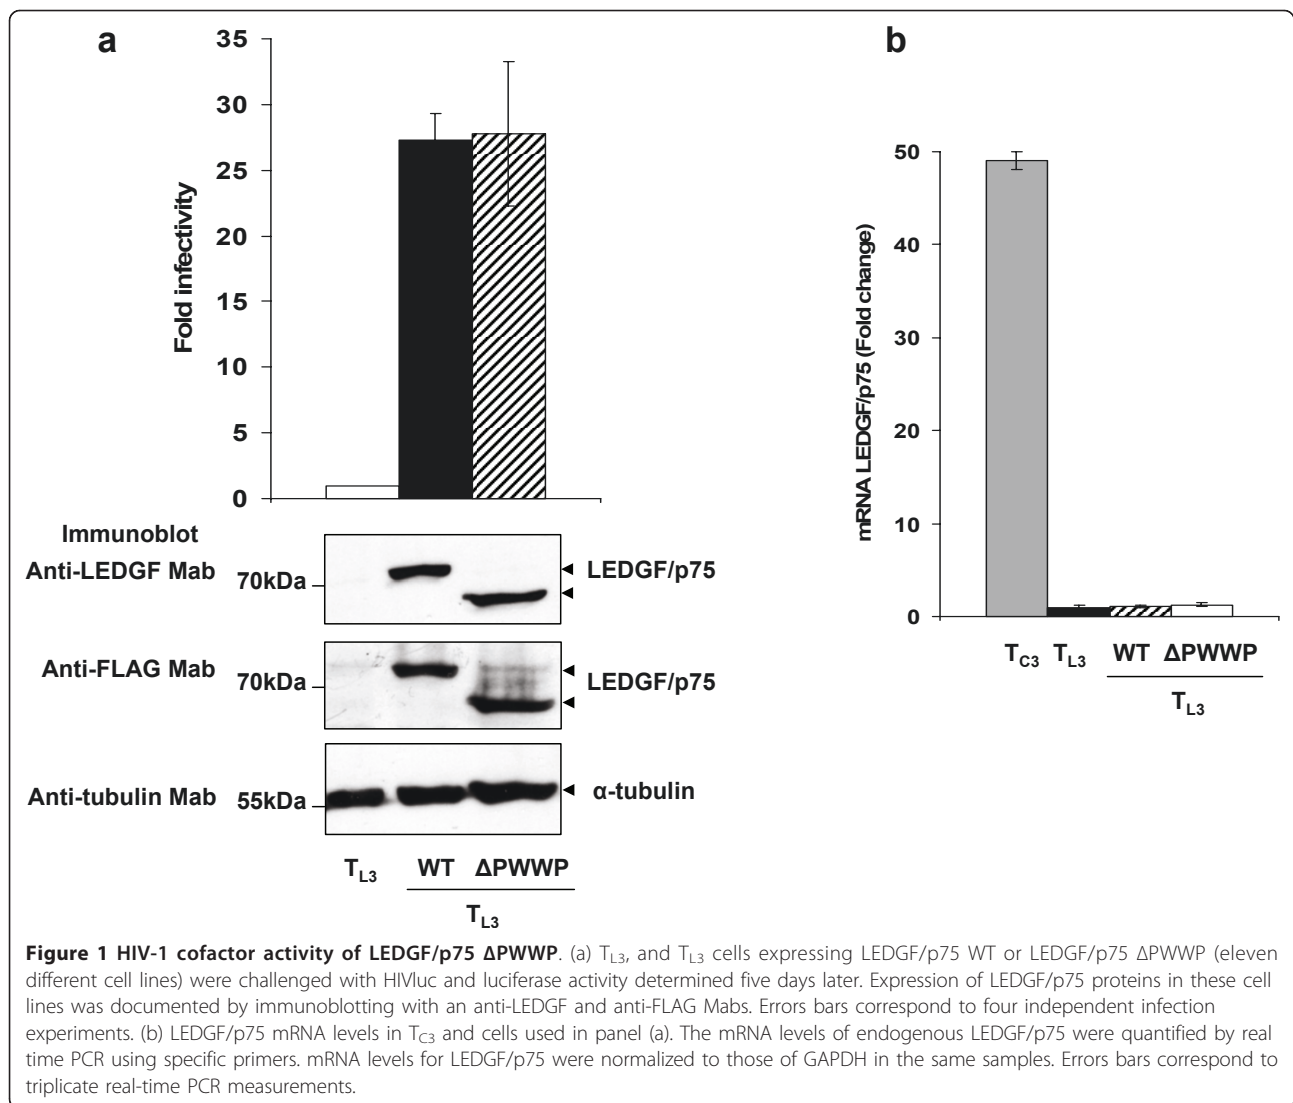 a
35
30
25
20
15
10
5
0
Fold infectivity
Immunoblot
Anti-LEDGF Mab
70kDa
LEDGF/p75
Anti-FLAG Mab
70kDa
LEDGF/p75
Anti-tubulin Mab
55kDa
α-tubulin
TL3
WT
ΔPWWP
TL3
b
50
40
30
20
10
0
mRNA LEDGF/p75 (Fold change)
TC3
TL3
WT
ΔPWWP
TL3
Figure 1 HIV-1 cofactor activity of LEDGF/p75 ΔPWWP. (a) TL3, and TL3 cells expressing LEDGF/p75 WT or LEDGF/p75 ΔPWWP (eleven
different cell lines) were challenged with HIVluc and luciferase activity determined five days later. Expression of LEDGF/p75 proteins in these cell
lines was documented by immunoblotting with an anti-LEDGF and anti-FLAG Mabs. Errors bars correspond to four independent infection
experiments. (b) LEDGF/p75 mRNA levels in TC3 and cells used in panel (a). The mRNA levels of endogenous LEDGF/p75 were quantified by real
time PCR using specific primers. mRNA levels for LEDGF/p75 were normalized to those of GAPDH in the same samples. Errors bars correspond to
triplicate real-time PCR measurements.